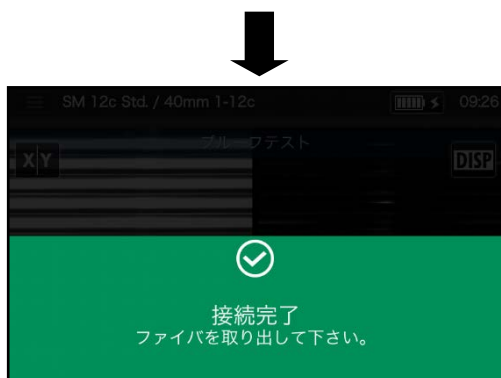 SM 12c Std. / 40mm 1-12c
09:26
プルーフテスト
X|Y
DISP
接続完了
ファイバを取り出して下さい。